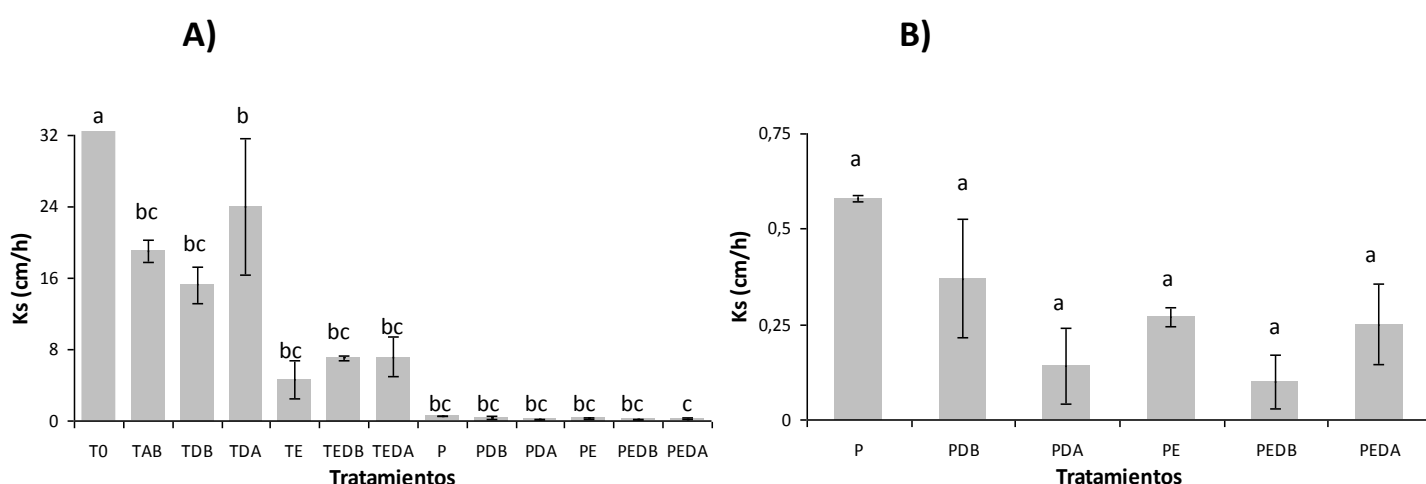 A)
Ks (cm/h)
32
24
16
8
0
a
bc
bc
b
bc
bc
bc
bc
bc
bc
bc
bc
c
T0 TAB TDB TDA TE TEDB TEDA P PDB PDA PE PEDB PEDA
Tratamientos
B)
Ks (cm/h)
0,75
0,5
0,25
0
a
a
a
a
a
a
P PDB PDA PE PEDB PEDA
Tratamientos